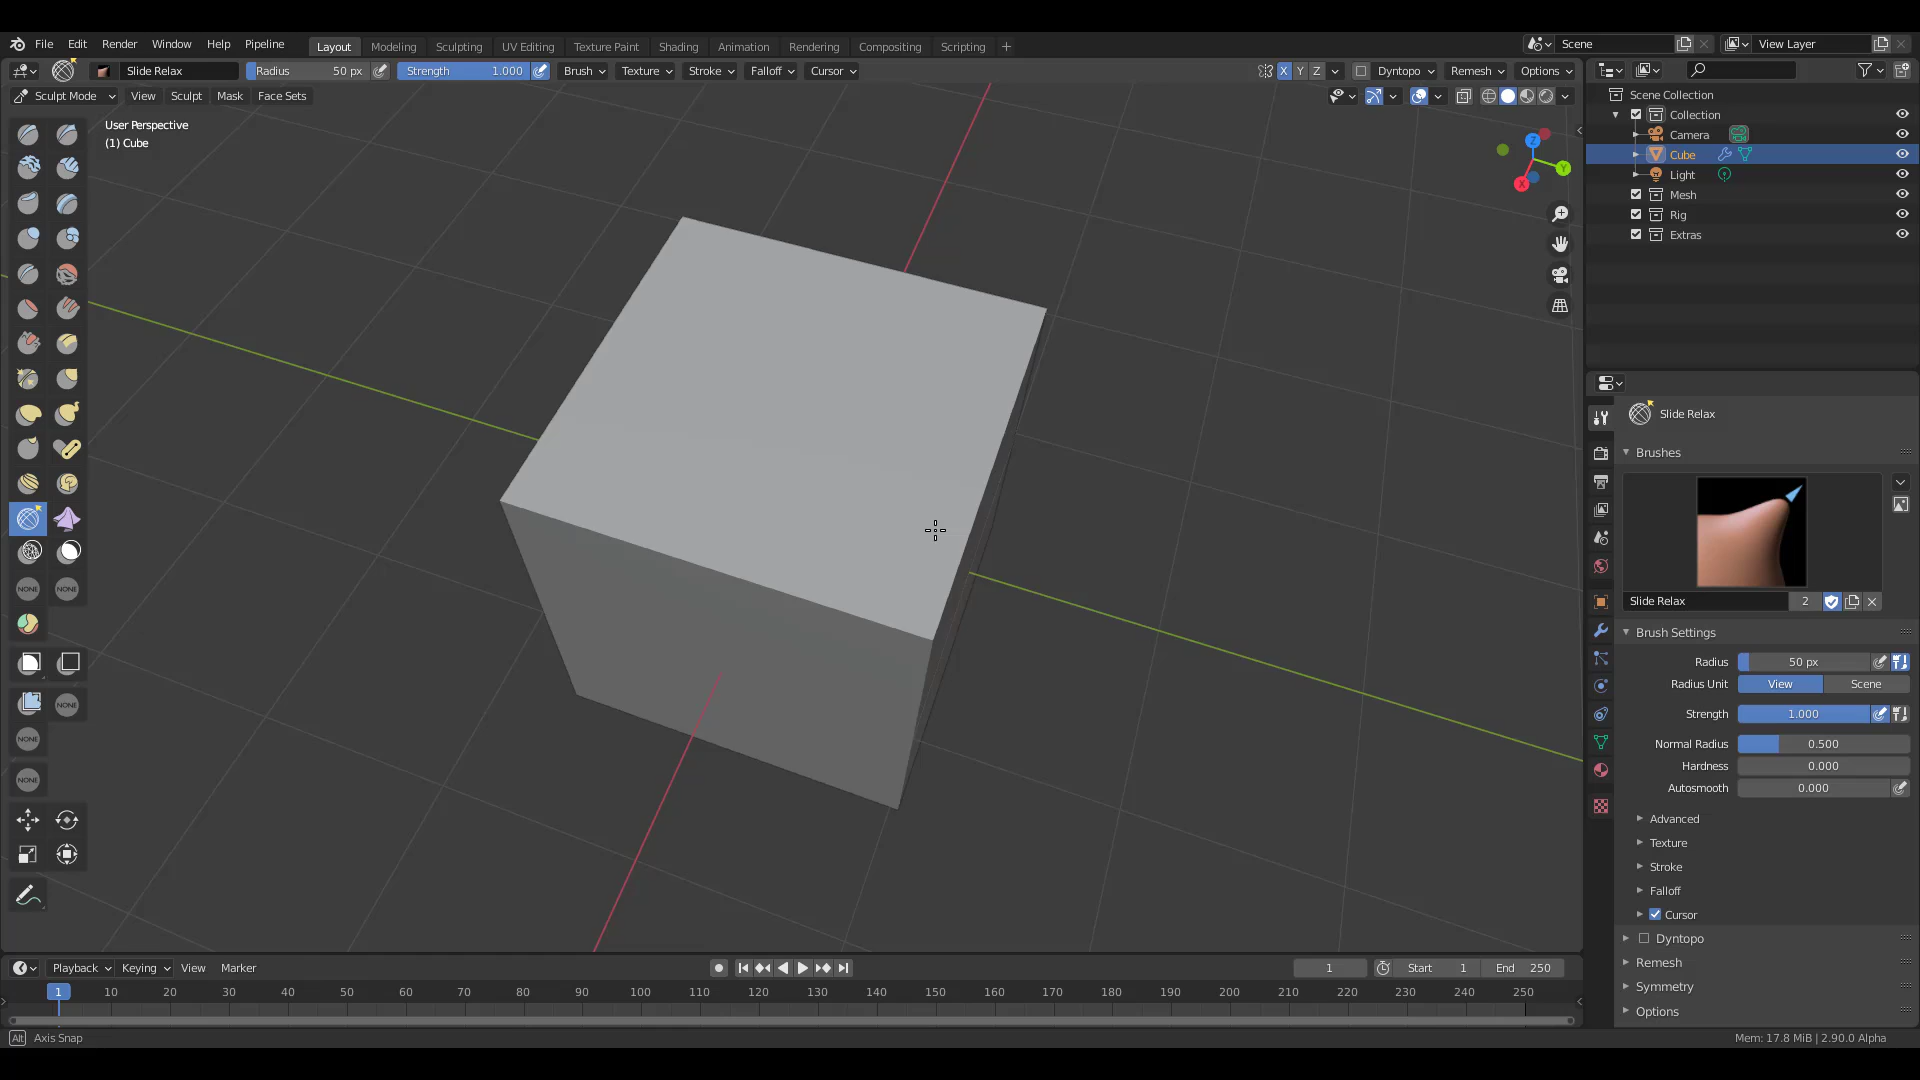 File Edit Render Window Help Pipeline Layout Modeling Sculpting UV Editing Texture Paint Shading Animation Rendering Compositing Scripting + Scene View Layer
Slide Relax Radius 50 px Strength 1.000 Brush Texture Stroke Falloff Cursor X Y Z Dyntopo Remesh Options
Sculpt Mode View Sculpt Mask Face Sets
User Perspective
(1) Cube
Z
Y
X
NONE NONE
NONE
NONE
NONE
Scene Collection
Collection
Camera
Cube
Light
Mesh
Rig
Extras
Slide Relax
Brushes
Slide Relax 2
Brush Settings
Radius 50 px
Radius Unit View Scene
Strength 1.000
Normal Radius 0.500
Hardness 0.000
Autosmooth 0.000
Advanced
Texture
Stroke
Falloff
Cursor
Dyntopo
Remesh
Symmetry
Options
Playback Keying View Marker 1 Start 1 End 250
1 10 20 30 40 50 60 70 80 90 100 110 120 130 140 150 160 170 180 190 200 210 220 230 240 250
Alt Axis Snap Mem: 17.8 MiB | 2.90.0 Alpha